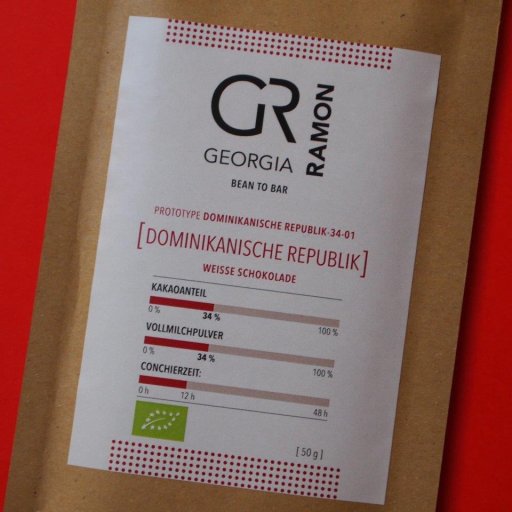 GR
GEORGIA
RAMON
BEAN TO BAR
PROTOTYPE DOMINIKANISCHE REPUBLIK-34-01
[DOMINIKANISCHE REPUBLIK]
WEISSE SCHOKOLADE
KAKAOANTEIL
0 % 34 % 100 %
VOLLMILCHPULVER
0 % 34 % 100 %
CONCHIERZEIT:
0 h 12 h 48 h
[ 50 g ]